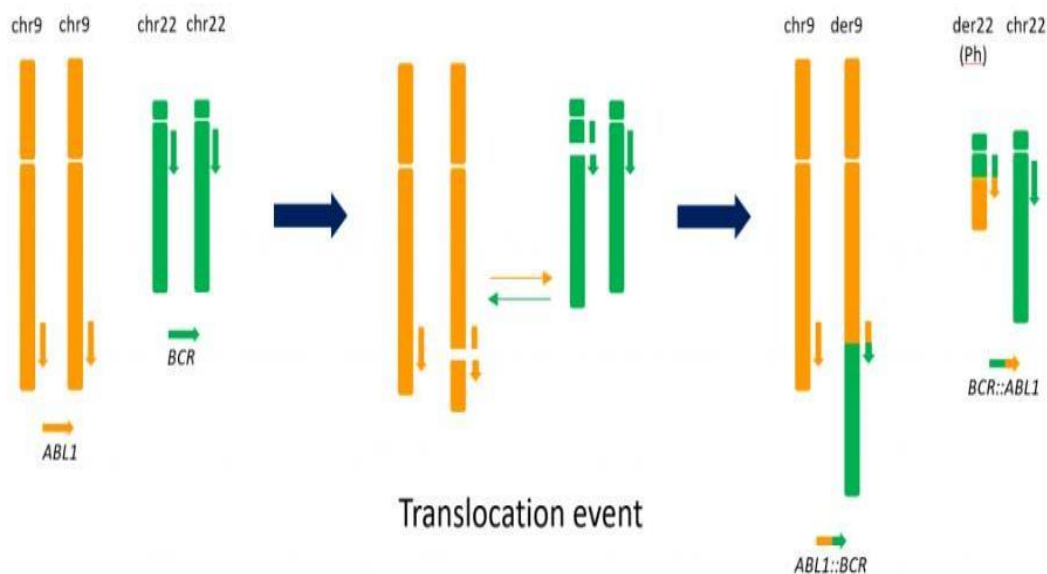 chr9 chr9 chr22 chr22
chr9 der9 der22 chr22
(Ph)
BCR
BCR::ABL1
ABL1
Translocation event
ABL1::BCR